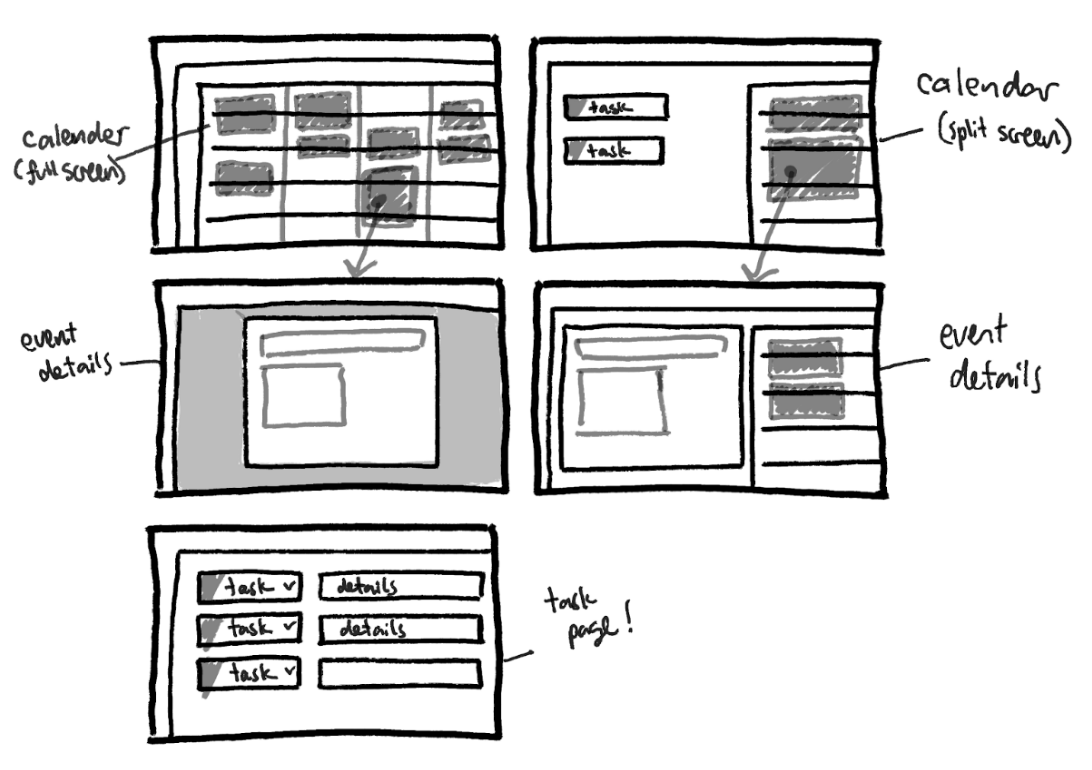 calender
(full screen)
task
task
calendar
(split screen)
event
details
event
details
task ✓ details
task ✓ details
task ✓
task
page!